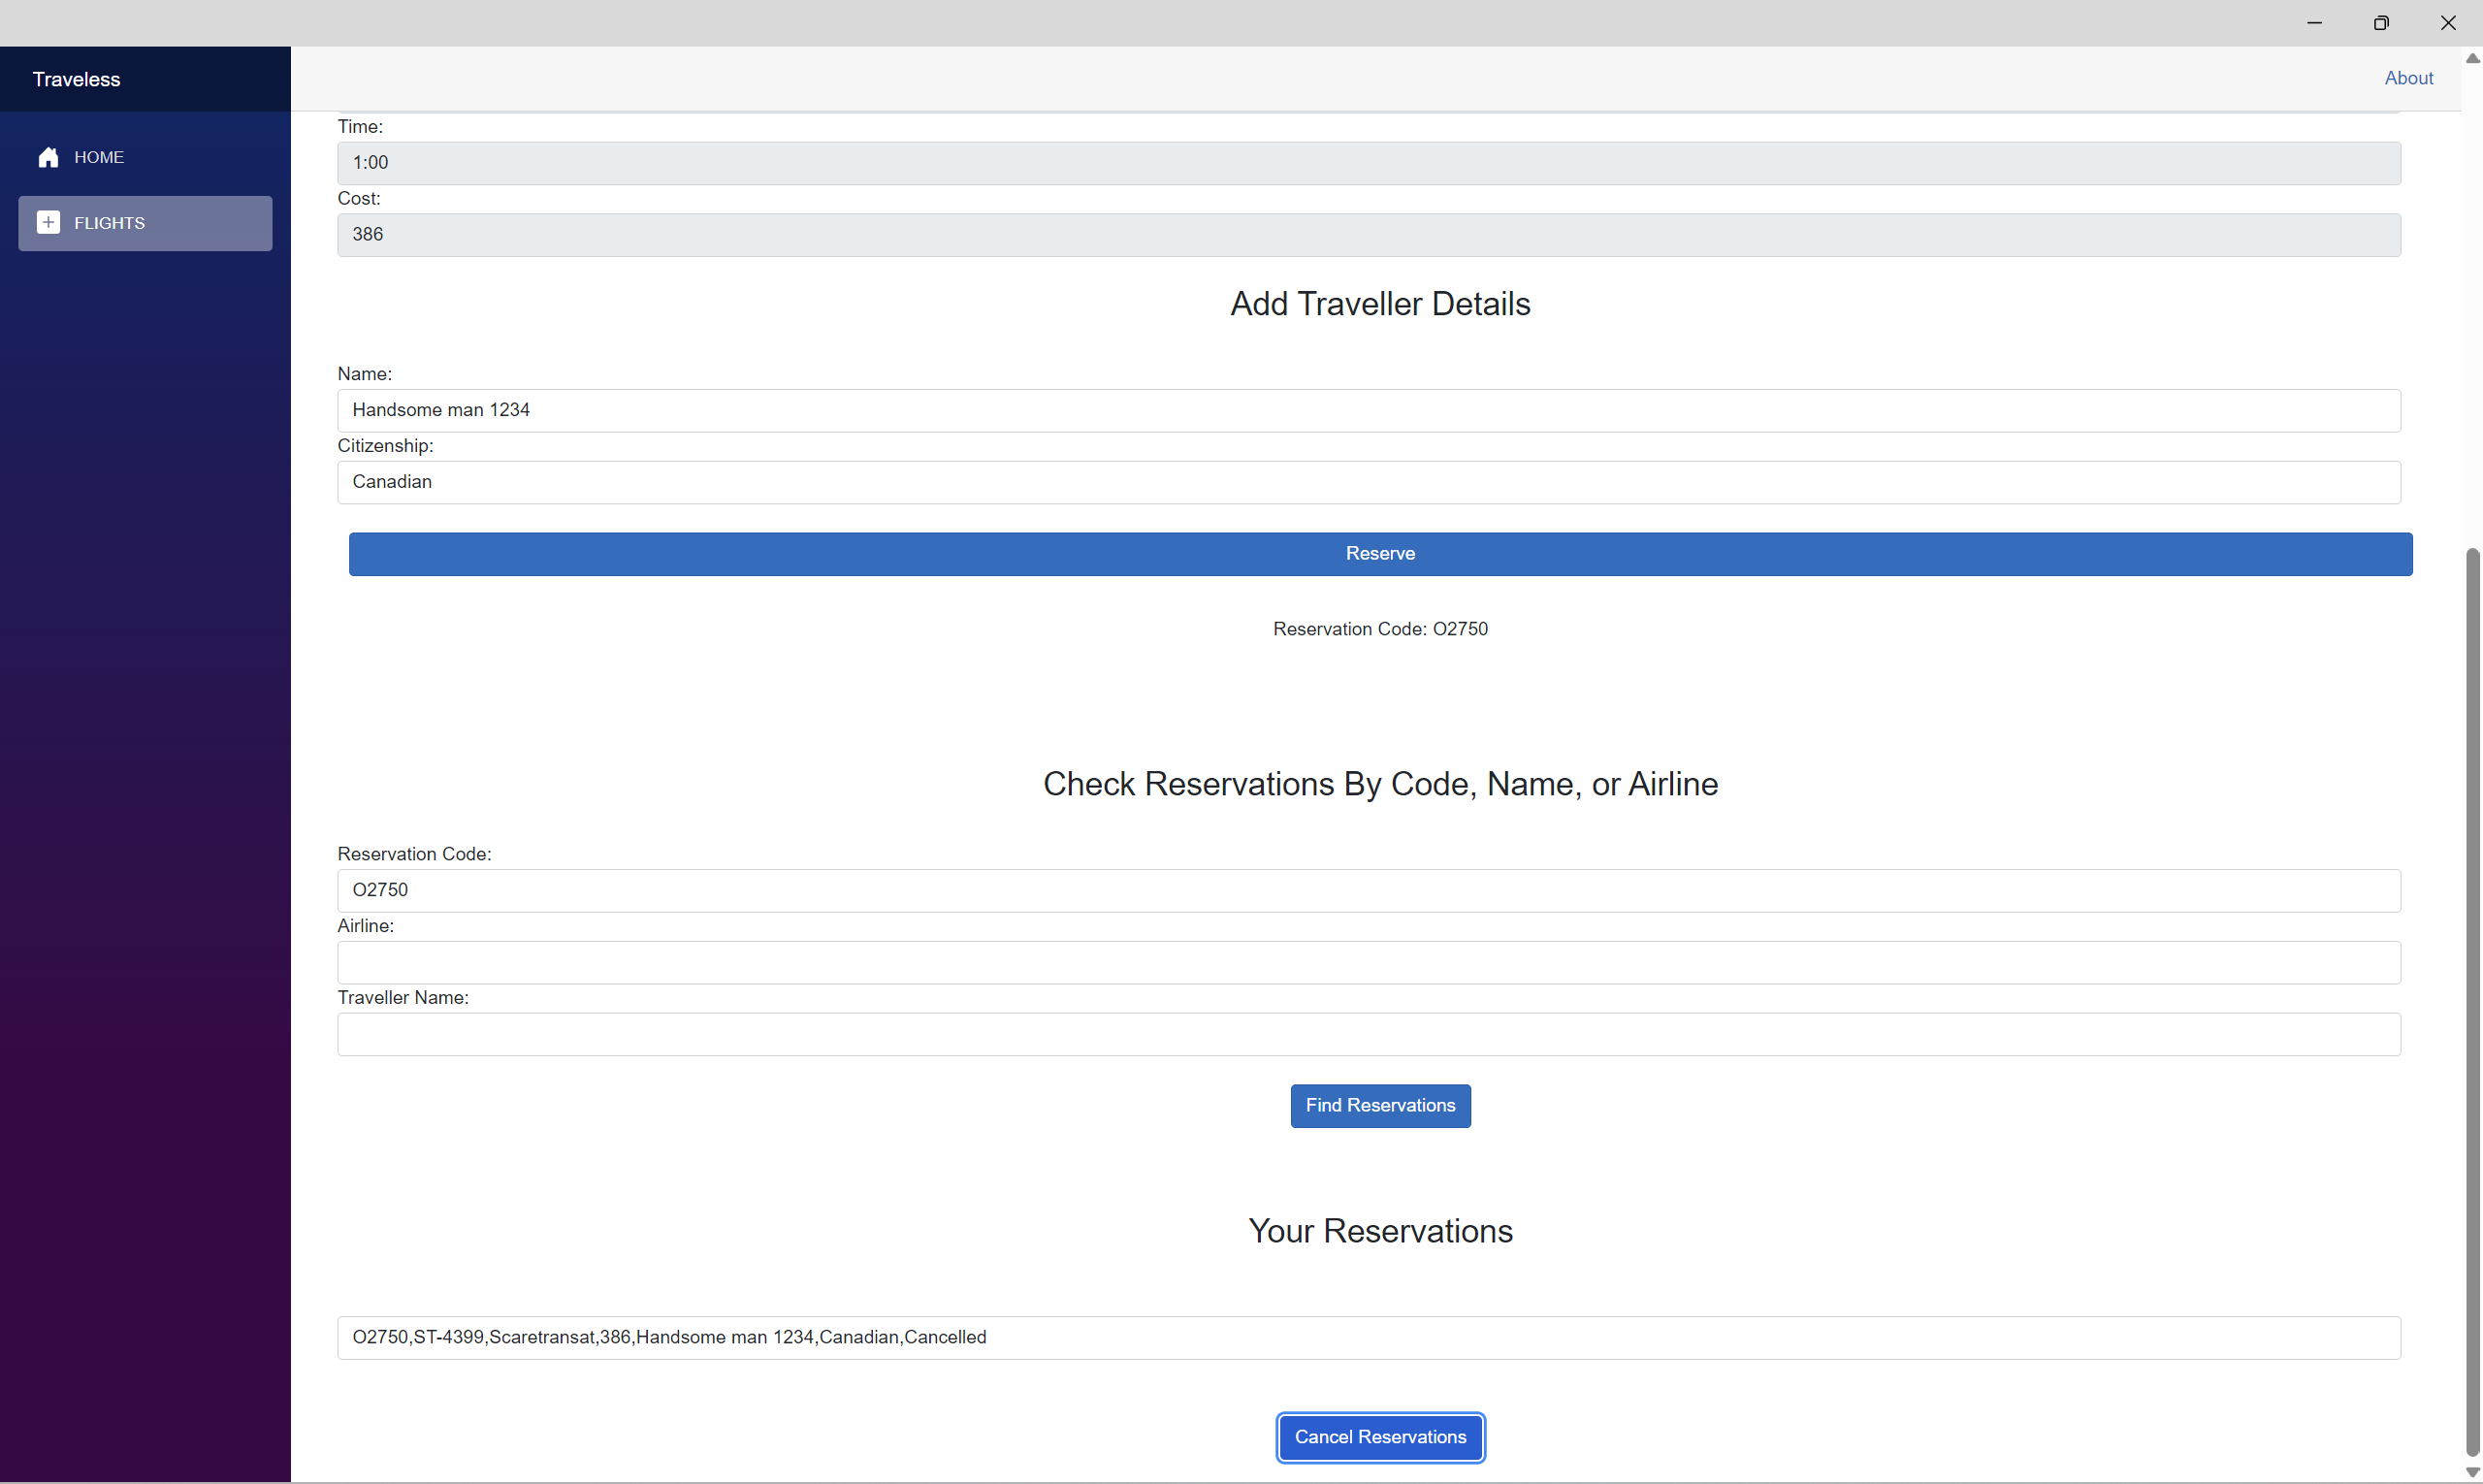 Traveless
About
HOME
FLIGHTS
Time:
1:00
Cost:
386
Add Traveller Details
Name:
Handsome man 1234
Citizenship:
Canadian
Reserve
Reservation Code: O2750
Check Reservations By Code, Name, or Airline
Reservation Code:
O2750
Airline:
Traveller Name:
Find Reservations
Your Reservations
O2750,ST-4399,Scaretransat,386,Handsome man 1234,Canadian,Cancelled
Cancel Reservations